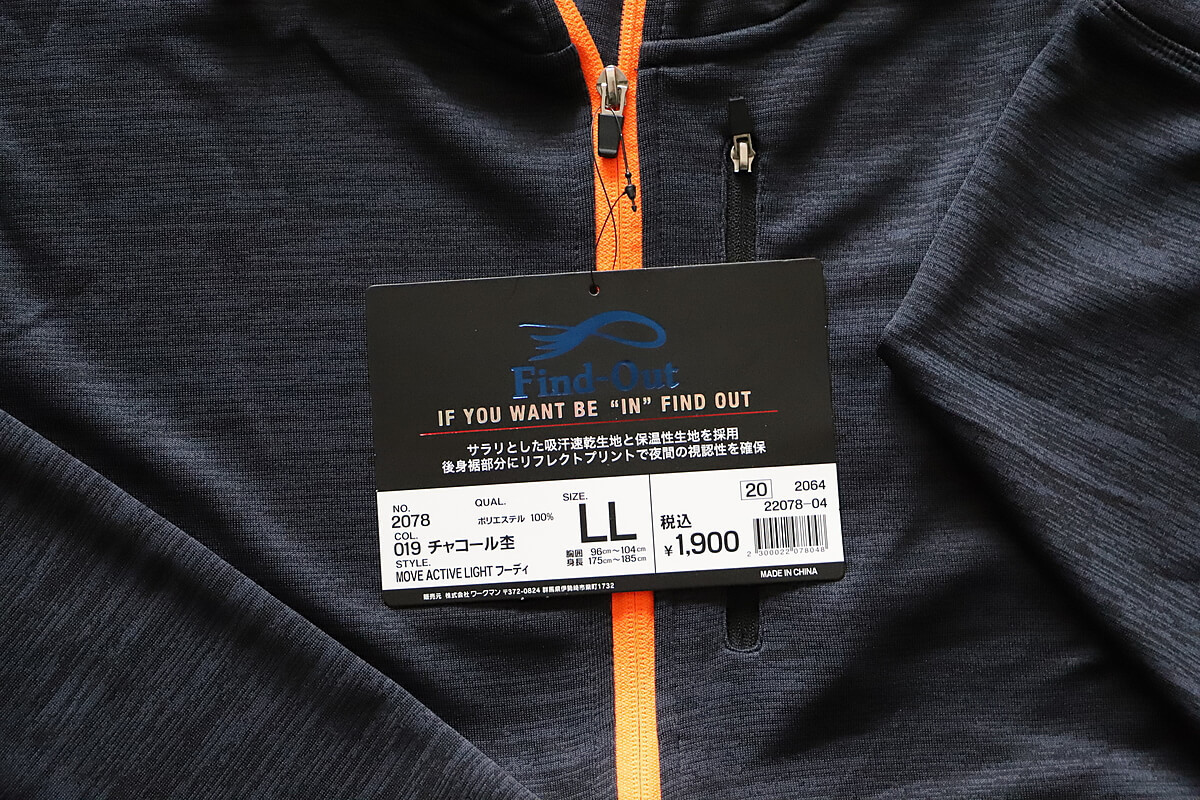 Find-Out
IF YOU WANT BE “IN” FIND OUT
サラリとした吸汗速乾生地と保温性生地を採用
後身裾部分にリフレクトプリントで夜間の視認性を確保
NO.
2078
QUAL.
ポリエステル 100%
COL.
019 チャコール杢
STYLE.
MOVE ACTIVE LIGHT フーディ
SIZE.
LL
胸囲 96cm～104cm
身長 175cm～185cm
20 2064
22078-04
税込
¥1,900
2 300022 078048
MADE IN CHINA
販売元 株式会社ワークマン 〒372-0824 群馬県伊勢崎市柴町1732